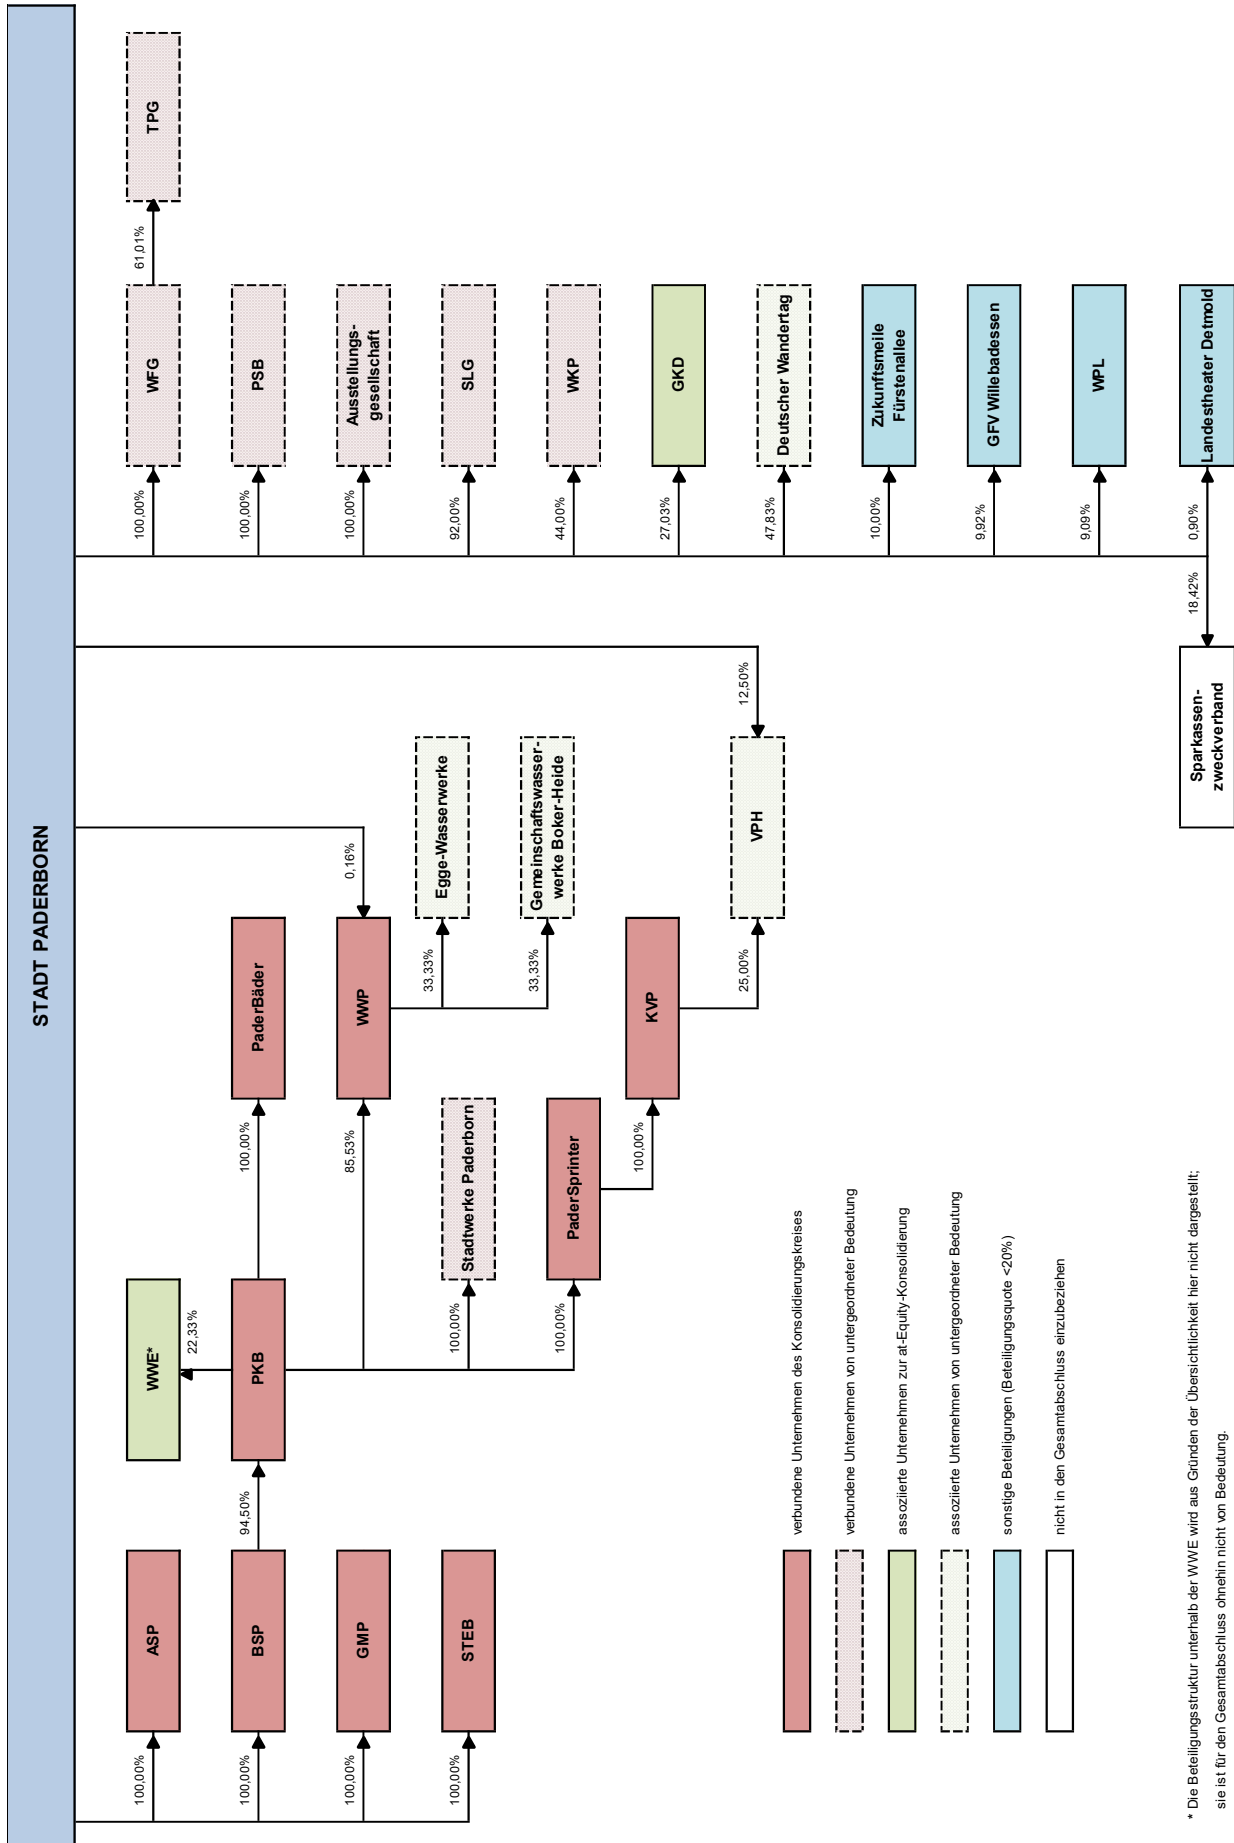 STADT PADERBORN
100,00%
ASP
100,00%
BSP
100,00%
GMP
100,00%
STEB
94,50%
WWE*
22,33%
PKB
100,00%
PaderBäder
85,53%
WWP
0,16%
100,00%
Stadtwerke Paderborn
100,00%
PaderSprinter
33,33%
Egge-Wasserwerke
33,33%
Gemeinschaftswasser-
werke Boker-Heide
100,00%
KVP
25,00%
VPH
12,50%
100,00%
WFG
61,01%
TPG
100,00%
PSB
100,00%
Ausstellungs-
gesellschaft
92,00%
SLG
44,00%
WKP
27,03%
GKD
47,83%
Deutscher Wandertag
10,00%
Zukunftsmeile
Fürstenallee
9,92%
GFV Willebadessen
9,09%
WPL
0,90%
Landestheater Detmold
18,42%
Sparkassen-
zweckverband
verbundene Unternehmen des Konsolidierungskreises
verbundene Unternehmen von untergeordneter Bedeutung
assoziierte Unternehmen zur at-Equity-Konsolidierung
assoziierte Unternehmen von untergeordneter Bedeutung
sonstige Beteiligungen (Beteiligungsquote <20%)
nicht in den Gesamtabschluss einzubeziehen
* Die Beteiligungsstruktur unterhalb der WWE wird aus Gründen der Übersichtlichkeit hier nicht dargestellt;
sie ist für den Gesamtabschluss ohnehin nicht von Bedeutung.